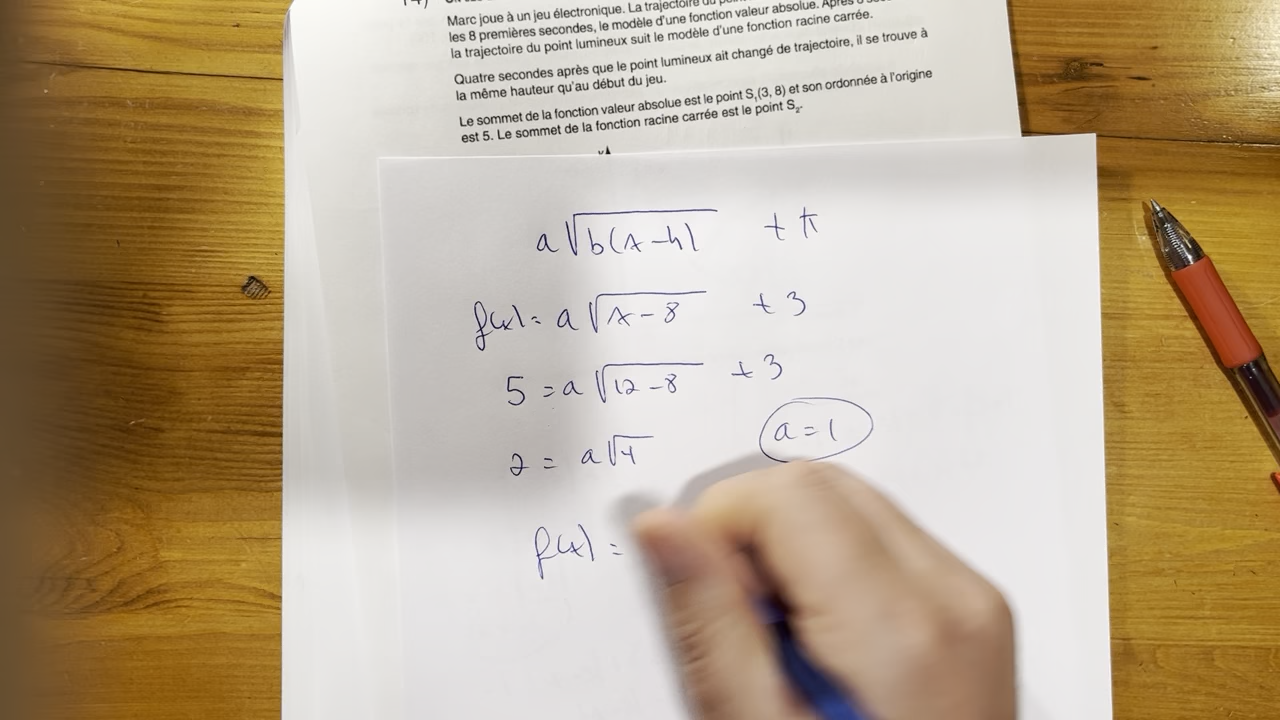 14)
Marc joue à un jeu électronique. La trajectoire du
les 8 premières secondes, le modèle d'une fonction valeur absolue. Après 8
la trajectoire du point lumineux suit le modèle d'une fonction racine carrée.
Quatre secondes après que le point lumineux ait changé de trajectoire, il se trouve à
la même hauteur qu'au début du jeu.
Le sommet de la fonction valeur absolue est le point S₁(3, 8) et son ordonnée à l'origine
est 5. Le sommet de la fonction racine carrée est le point S₂.
y
a√b(x-h) + k
f(x) = a√x-8 + 3
5 = a√12-8 + 3
2 = a√4 a=1
f(x) =